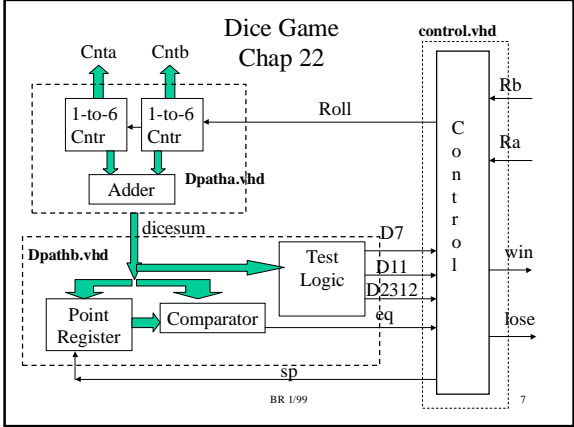 Dice Game
Chap 22
control.vhd
Cnta
Cntb
1-to-6
Cntr
1-to-6
Cntr
Roll
Rb
Ra
Adder
Dpatha.vhd
Control
dicesum
Dpathb.vhd
Test
Logic
D7
D11
D2312
eq
win
lose
Point
Register
Comparator
sp
BR 1/99
7